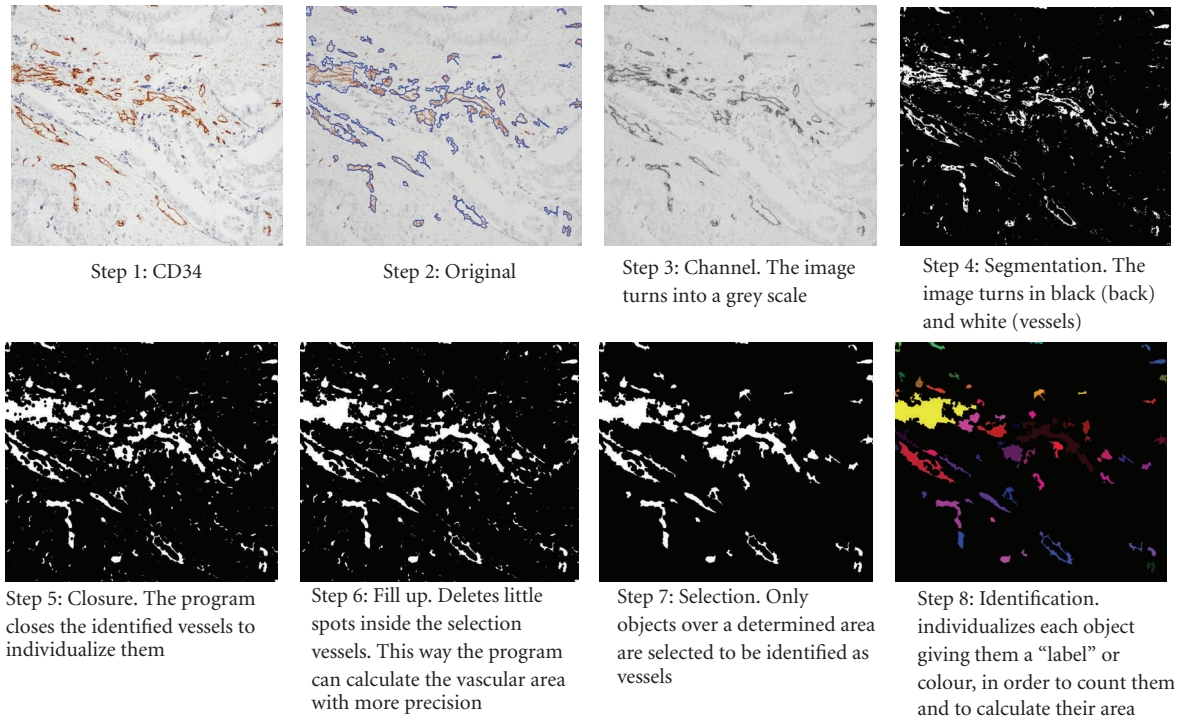 Step 1: CD34
Step 2: Original
Step 3: Channel. The image
turns into a grey scale
Step 4: Segmentation. The
image turns in black (back)
and white (vessels)
Step 5: Closure. The program
closes the identified vessels to
individualize them
Step 6: Fill up. Deletes little
spots inside the selection
vessels. This way the program
can calculate the vascular area
with more precision
Step 7: Selection. Only
objects over a determined area
are selected to be identified as
vessels
Step 8: Identification.
individualizes each object
giving them a “label” or
colour, in order to count them
and to calculate their area